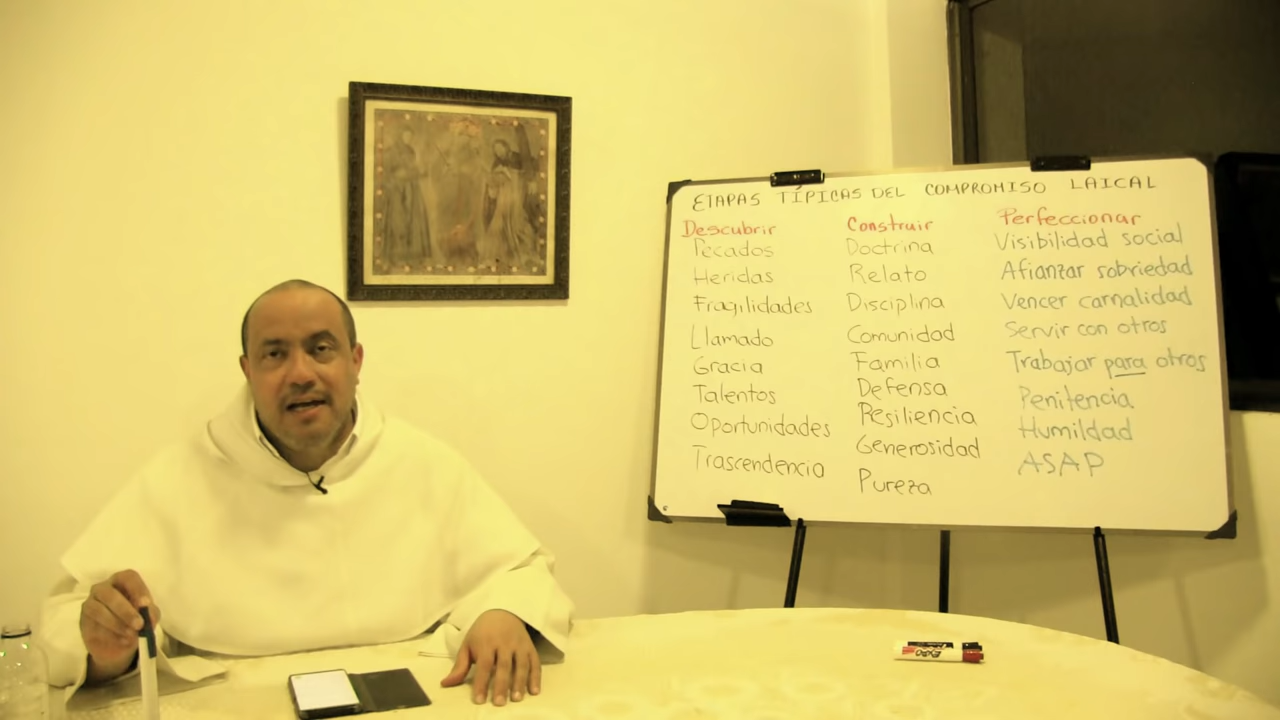 ETAPAS TÍPICAS DEL COMPROMISO LAICAL
Descubrir
Pecados
Heridas
Fragilidades
Llamado
Gracia
Talentos
Oportunidades
Trascendencia
Construir
Doctrina
Relato
Disciplina
Comunidad
Familia
Defensa
Resiliencia
Generosidad
Pureza
Perfeccionar
Visibilidad social
Afianzar sobriedad
Vencer carnalidad
Servir con otros
Trabajar para otros
Penitencia
Humildad
ASAP